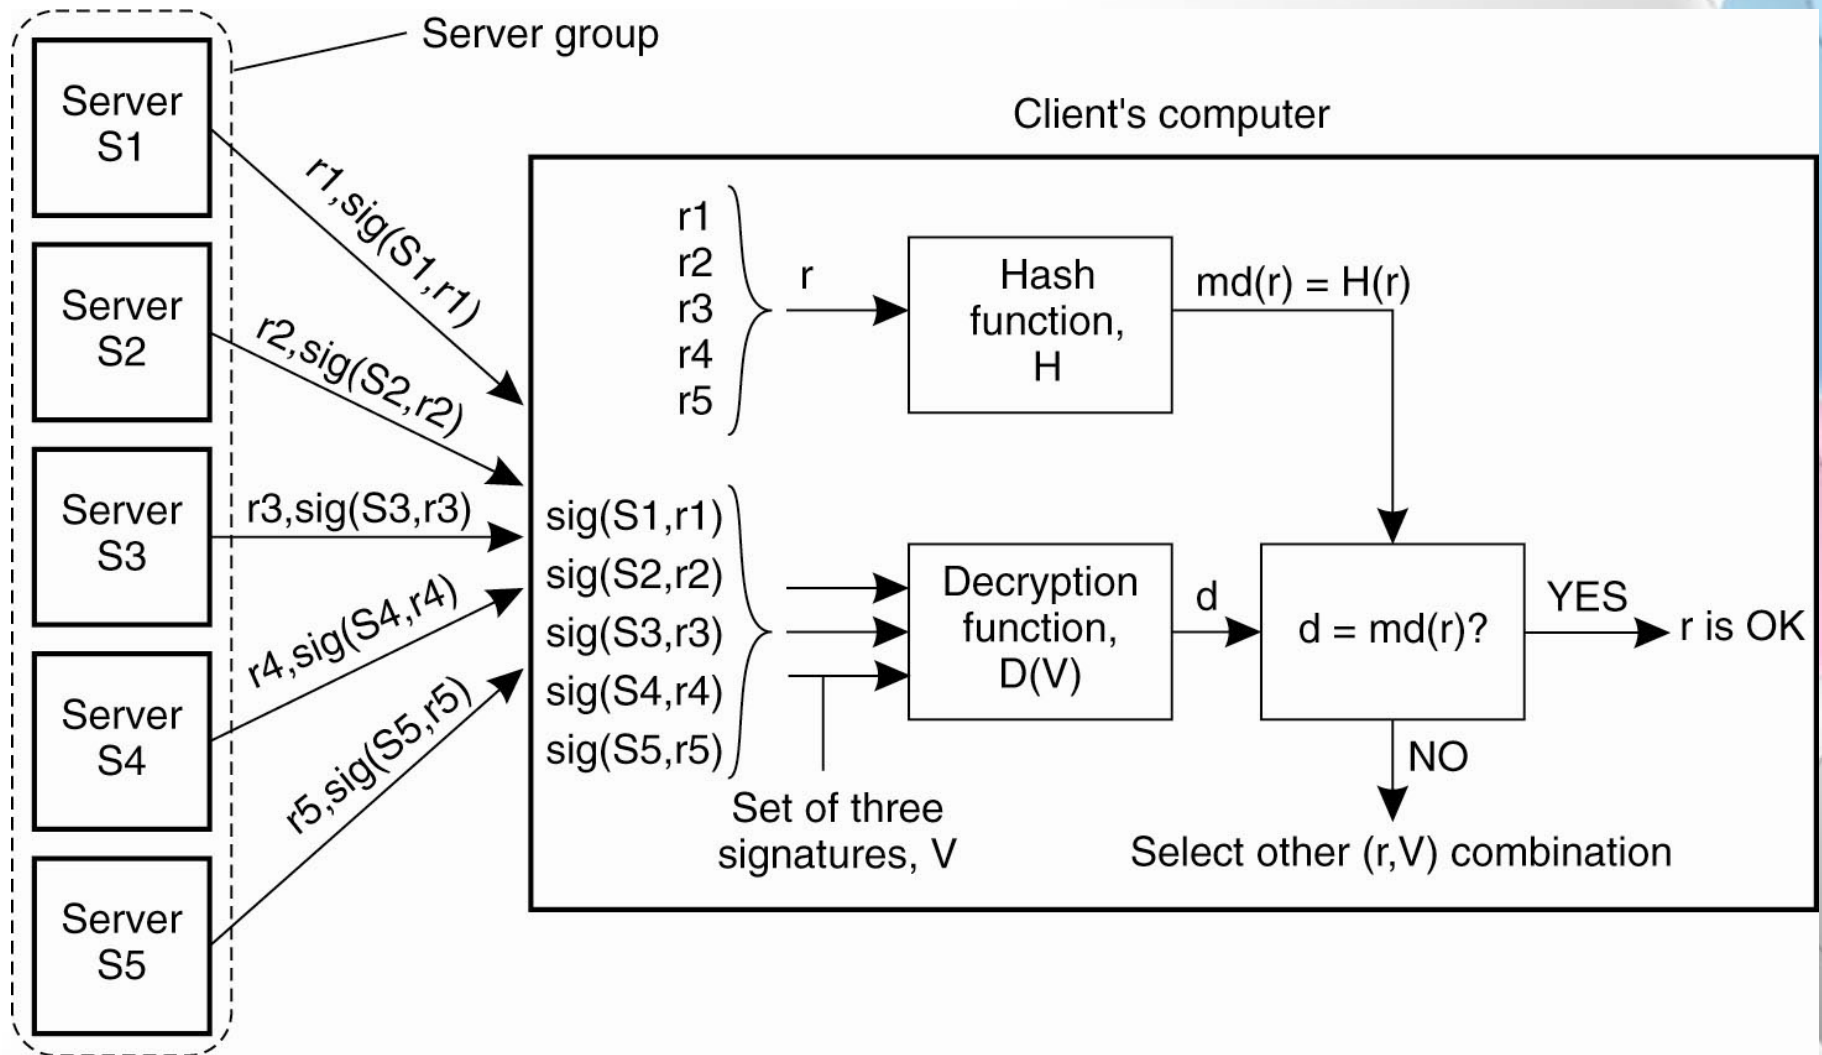 Server group
Server
S1
Server
S2
Server
S3
Server
S4
Server
S5
r1,sig(S1,r1)
r2,sig(S2,r2)
r3,sig(S3,r3)
r4,sig(S4,r4)
r5,sig(S5,r5)
Client's computer
r1
r2
r3
r4
r5
r
Hash
function,
H
md(r) = H(r)
sig(S1,r1)
sig(S2,r2)
sig(S3,r3)
sig(S4,r4)
sig(S5,r5)
Set of three
signatures, V
Decryption
function,
D(V)
d
d = md(r)?
YES
r is OK
NO
Select other (r,V) combination